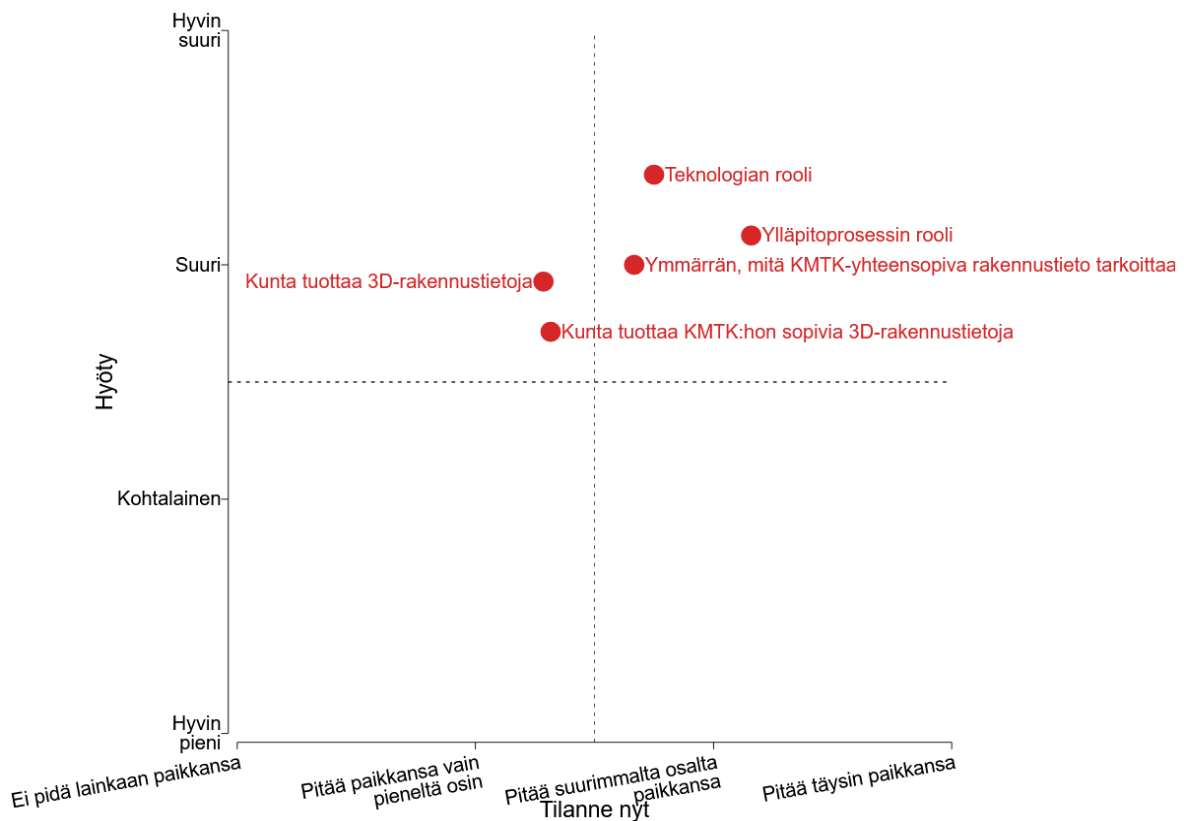 Hyvin
suuri
Teknologian rooli
Ylläpitoprosessin rooli
Suuri
Ymmärrän, mitä KMTK-yhteensopiva rakennustieto tarkoittaa
Kunta tuottaa 3D-rakennustietoja
Kunta tuottaa KMTK:hon sopivia 3D-rakennustietoja
Hyöty
Kohtalainen
Hyvin
pieni
Ei pidä lainkaan paikkansa
Pitää paikkansa vain
pieneltä osin
Pitää suurimmalta osalta
paikkansa
Pitää täysin paikkansa
Tilanne nyt